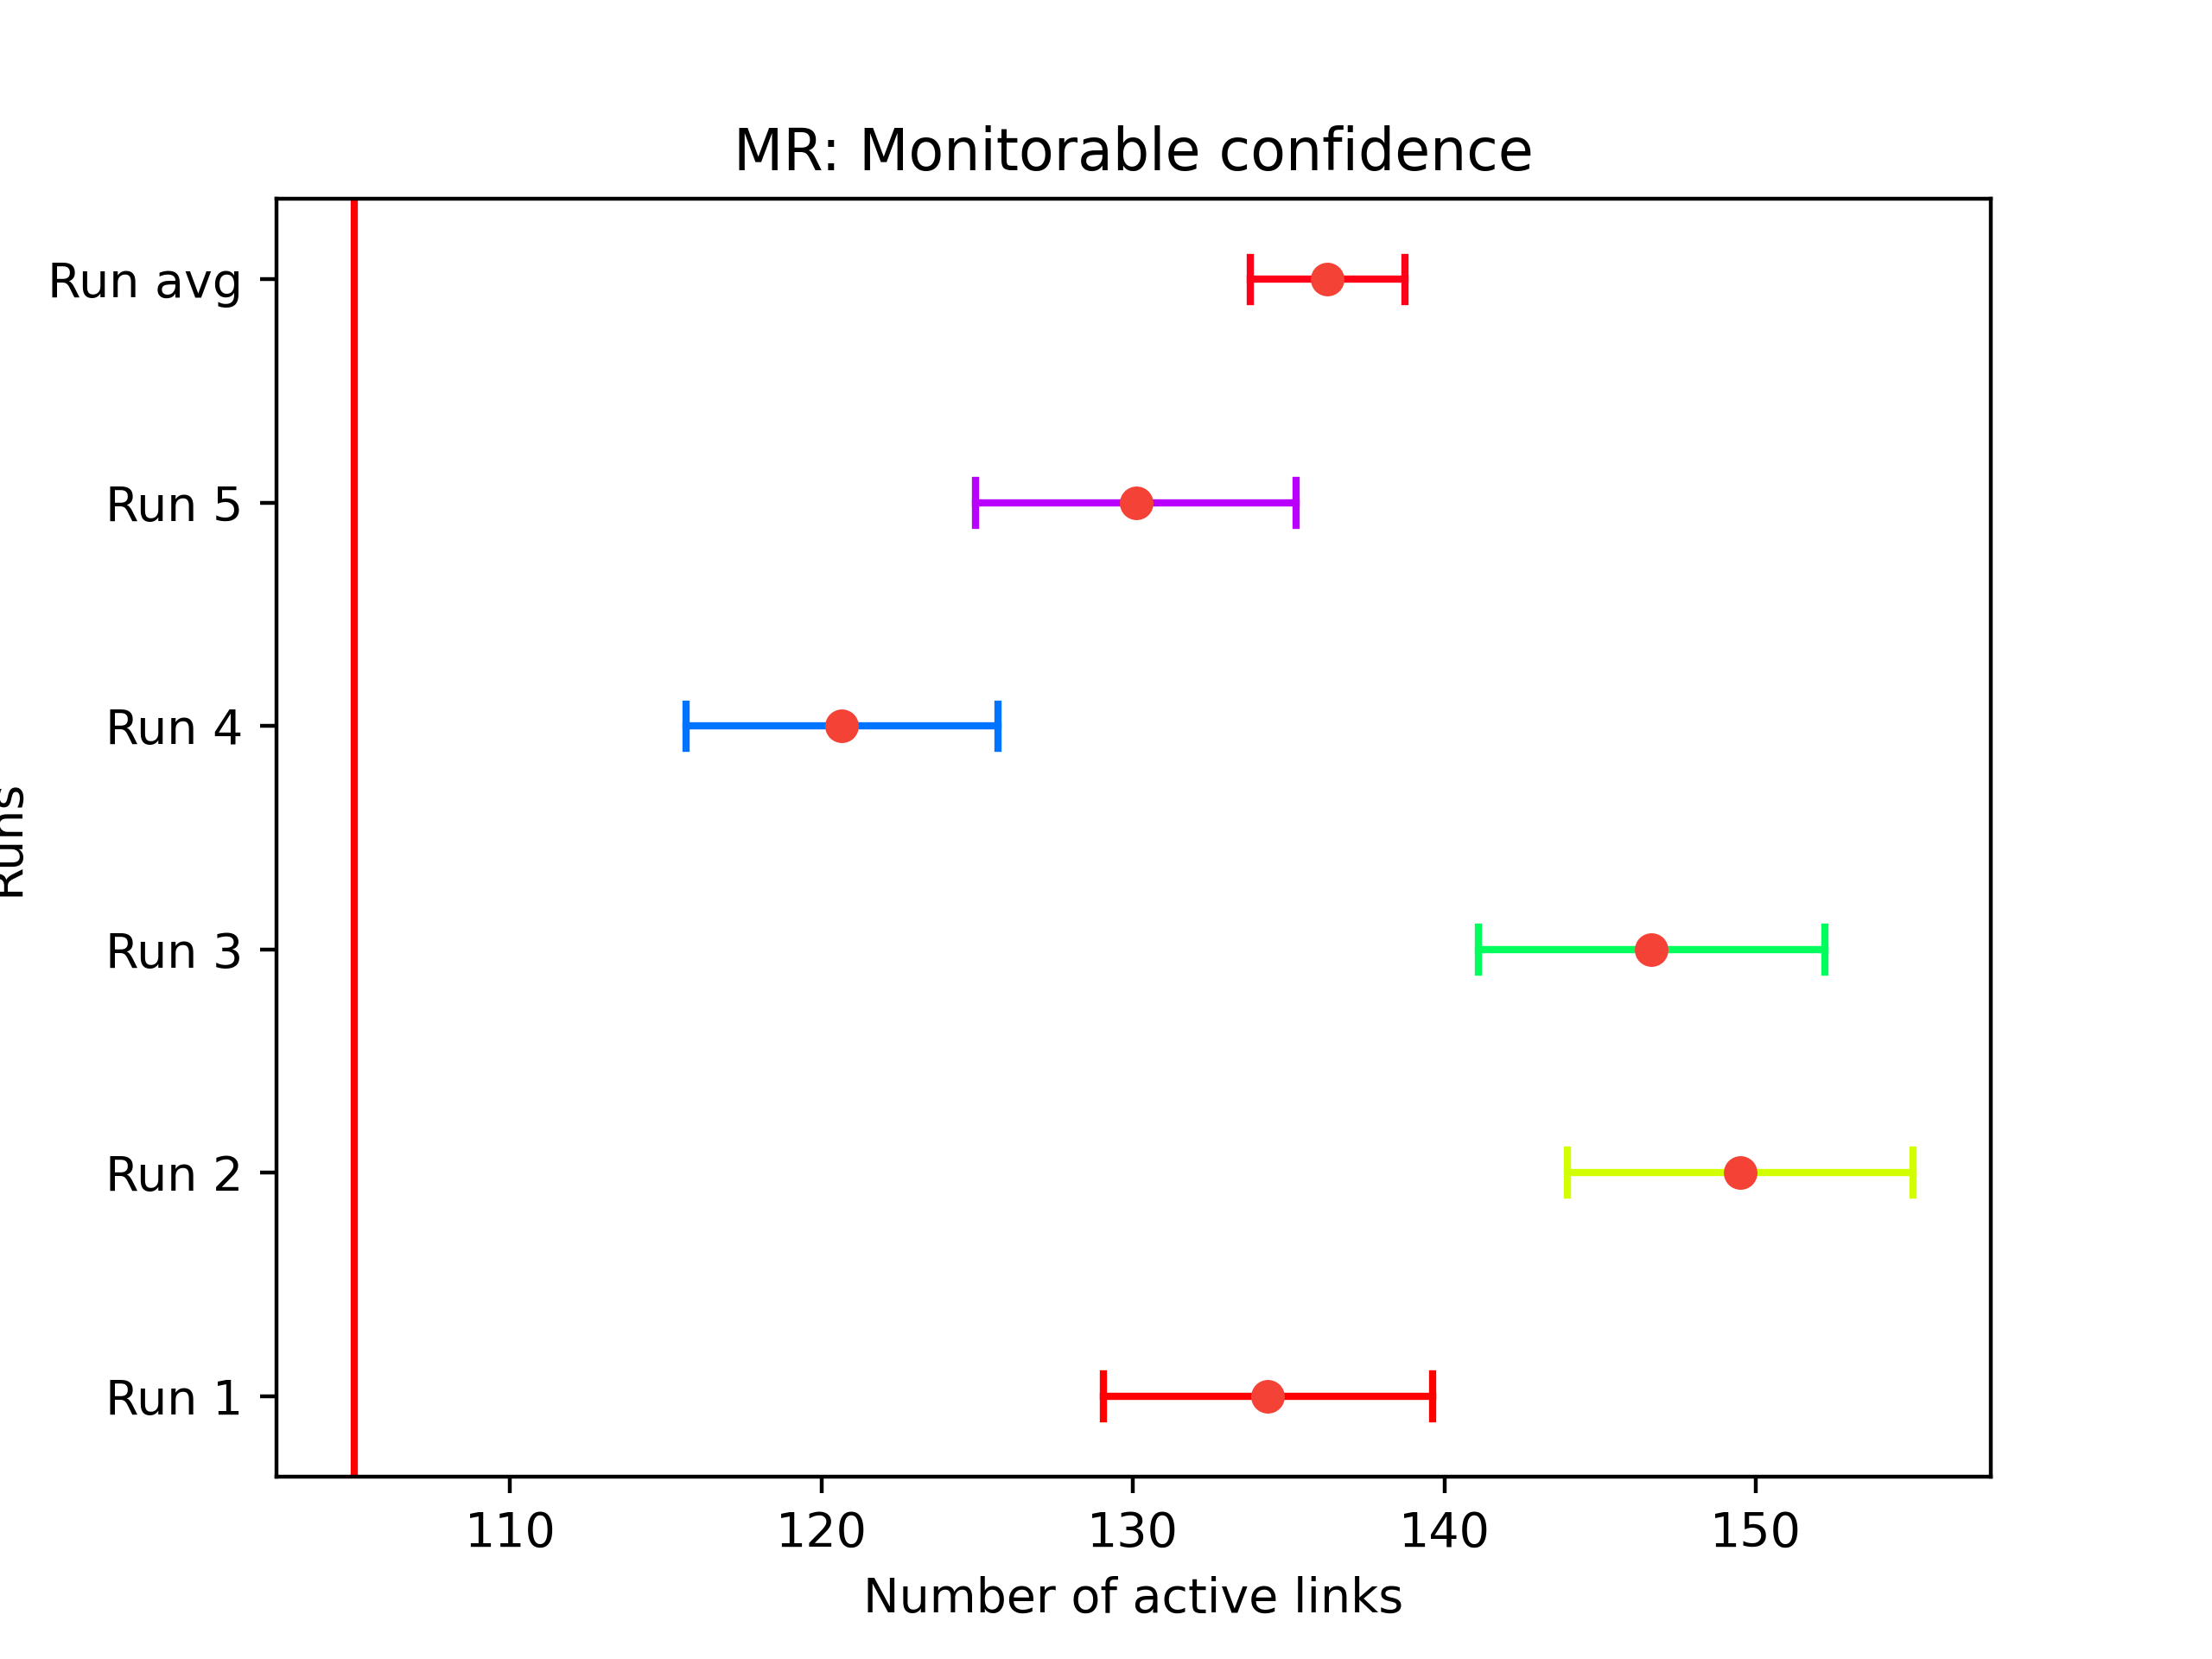 MR: Monitorable confidence
Run avg
Run 5
Run 4
Run 3
Run 2
Run 1
Runs
110 120 130 140 150
Number of active links